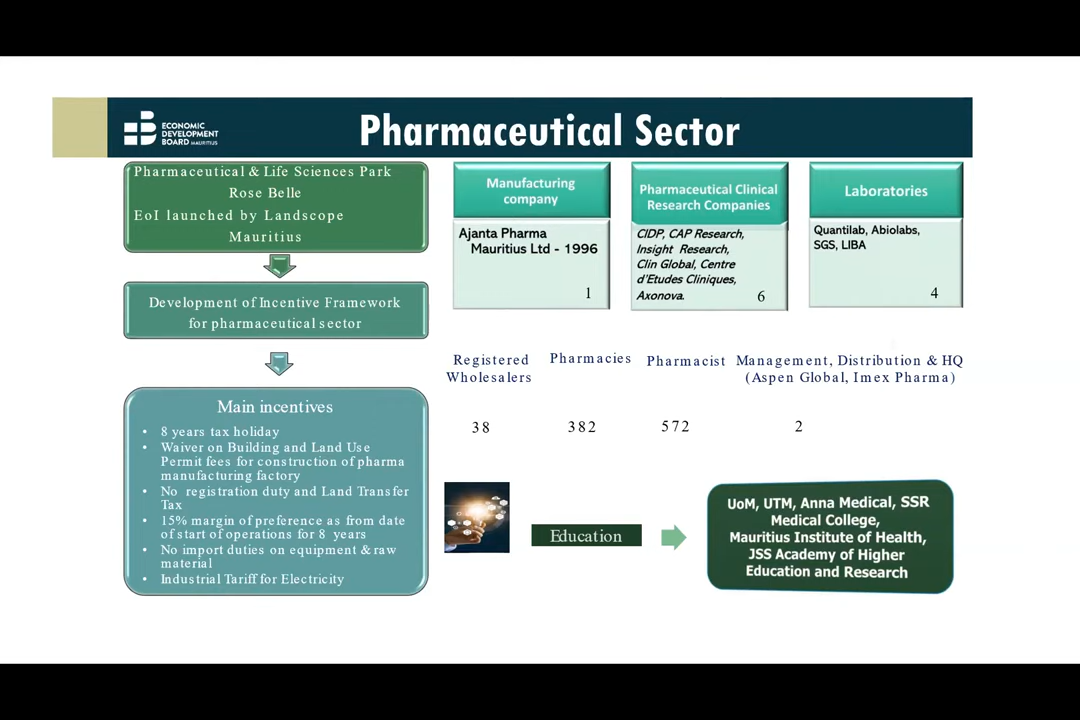 ECONOMIC
DEVELOPMENT
BOARD MAURITIUS
Pharmaceutical Sector
Pharmaceutical & Life Sciences Park
Rose Belle
EoI launched by Landscope
Mauritius
Development of Incentive Framework
for pharmaceutical sector
Main incentives
• 8 years tax holiday
• Waiver on Building and Land Use
Permit fees for construction of pharma
manufacturing factory
• No registration duty and Land Transfer
Tax
• 15% margin of preference as from date
of start of operations for 8 years
• No import duties on equipment & raw
material
• Industrial Tariff for Electricity
Manufacturing
company
Ajanta Pharma
Mauritius Ltd - 1996
1
Pharmaceutical Clinical
Research Companies
CIDP, CAP Research,
Insight Research,
Clin Global, Centre
d'Etudes Cliniques,
Axonova.
6
Laboratories
Quantilab, Abiolabs,
SGS, LIBA
4
Registered
Wholesalers
38
Pharmacies
382
Pharmacist
572
Management, Distribution & HQ
(Aspen Global, Imex Pharma)
2
Education
UoM, UTM, Anna Medical, SSR
Medical College,
Mauritius Institute of Health,
JSS Academy of Higher
Education and Research